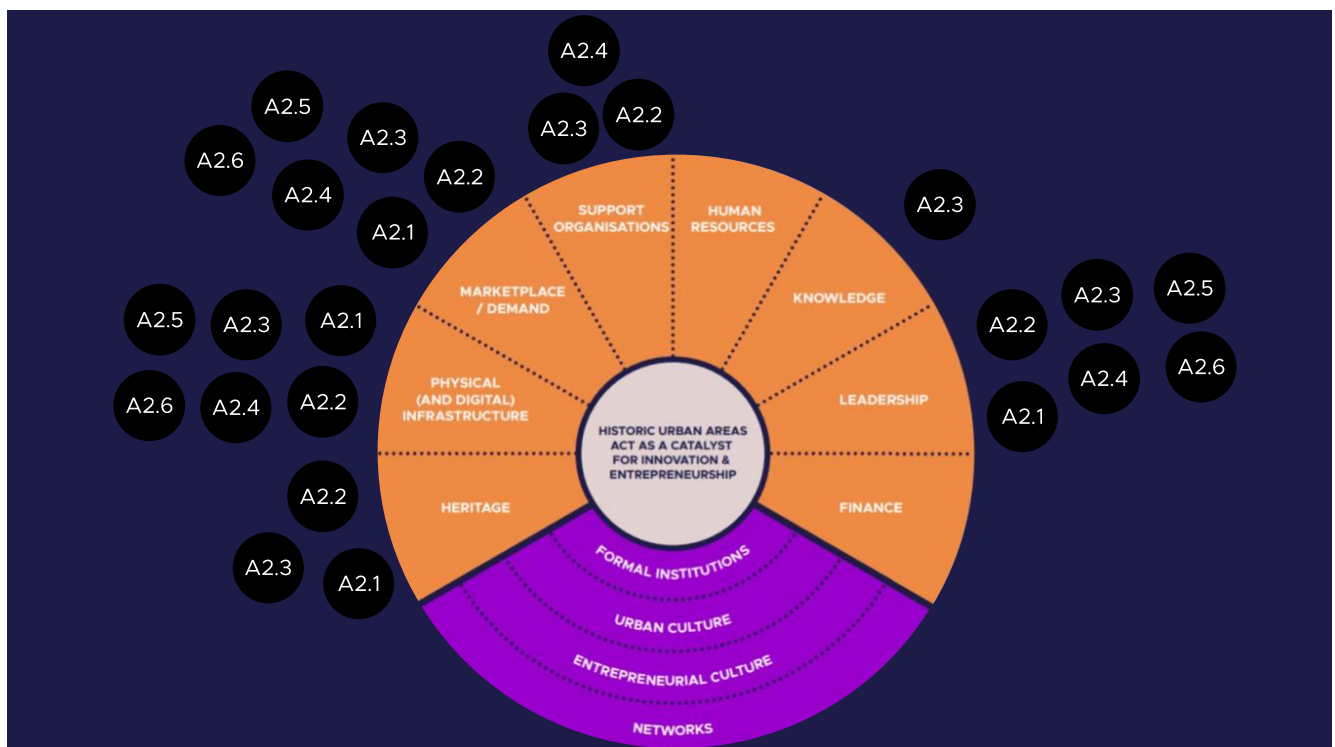 A2.4
A2.5
A2.3
A2.2
A2.3
A2.6
A2.4
A2.2
A2.1
A2.3
A2.5
A2.3
A2.1
A2.6
A2.4
A2.2
A2.2
A2.3
A2.1
A2.3
A2.5
A2.2
A2.4
A2.6
A2.1
SUPPORT
ORGANISATIONS
HUMAN
RESOURCES
MARKETPLACE
/ DEMAND
KNOWLEDGE
PHYSICAL
(AND DIGITAL)
INFRASTRUCTURE
LEADERSHIP
HERITAGE
FINANCE
HISTORIC URBAN AREAS
ACT AS A CATALYST
FOR INNOVATION &
ENTREPRENEURSHIP
FORMAL INSTITUTIONS
URBAN CULTURE
ENTREPRENEURIAL CULTURE
NETWORKS